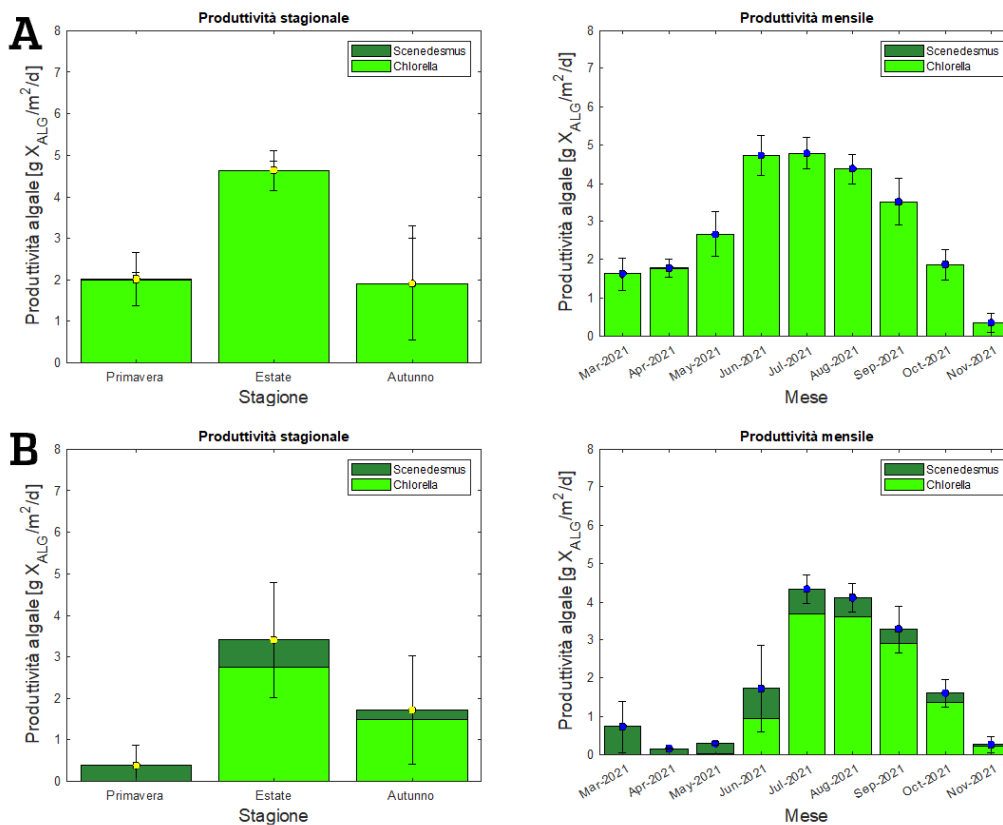 A
Produttività stagionale
Produttività algale [g X_ALG/m²/d]
8
7
6
5
4
3
2
1
0
Scenedesmus
Chlorella
Primavera
Estate
Autunno
Stagione
Produttività mensile
Produttività algale [g X_ALG/m²/d]
8
7
6
5
4
3
2
1
0
Scenedesmus
Chlorella
Mar-2021
Apr-2021
May-2021
Jun-2021
Jul-2021
Aug-2021
Sep-2021
Oct-2021
Nov-2021
Mese
B
Produttività stagionale
Produttività algale [g X_ALG/m²/d]
8
7
6
5
4
3
2
1
0
Scenedesmus
Chlorella
Primavera
Estate
Autunno
Stagione
Produttività mensile
Produttività algale [g X_ALG/m²/d]
8
7
6
5
4
3
2
1
0
Scenedesmus
Chlorella
Mar-2021
Apr-2021
May-2021
Jun-2021
Jul-2021
Aug-2021
Sep-2021
Oct-2021
Nov-2021
Mese